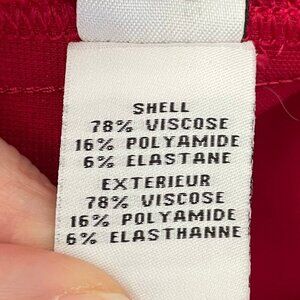 SHELL
78% VISCOSE
16% POLYAMIDE
6% ELASTANE
EXTERIEUR
78% VISCOSE
16% POLYAMIDE
6% ELASTHANNE